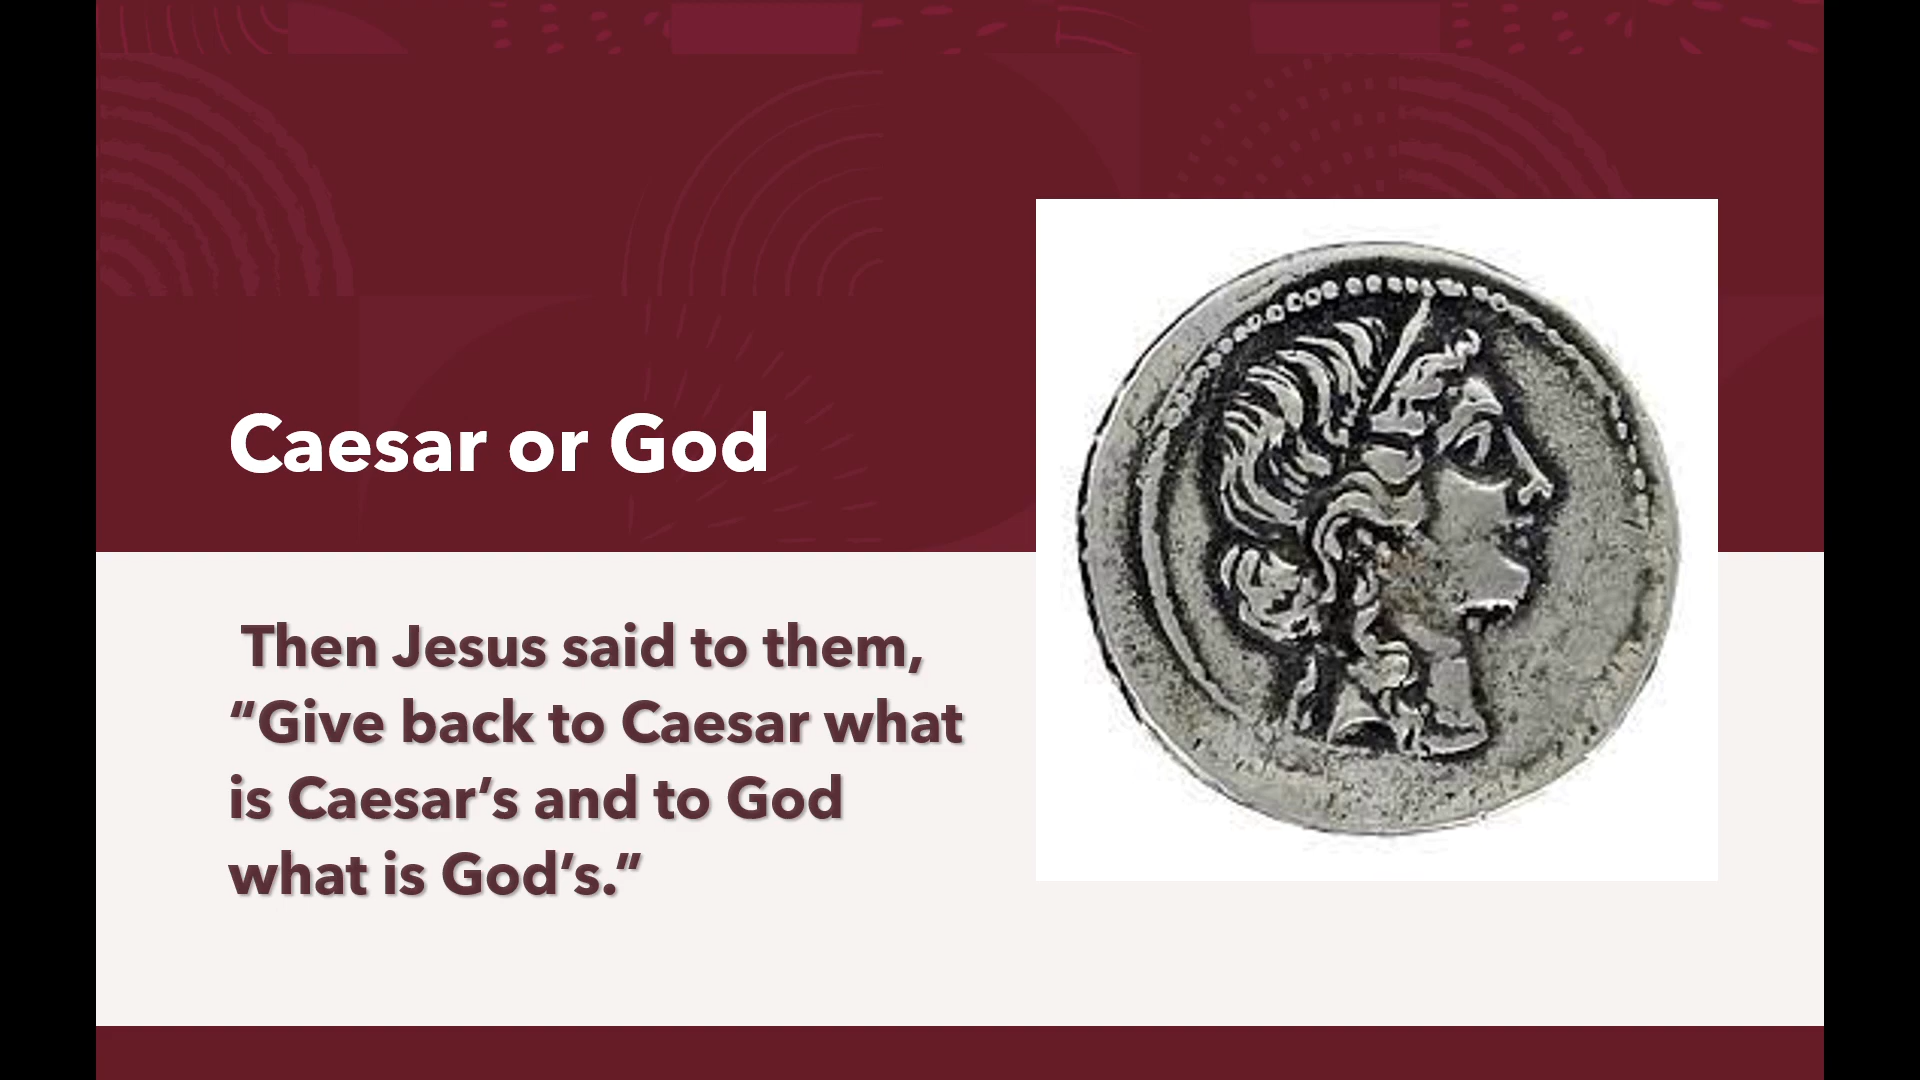 Caesar or God
Then Jesus said to them,
“Give back to Caesar what
is Caesar’s and to God
what is God’s.”